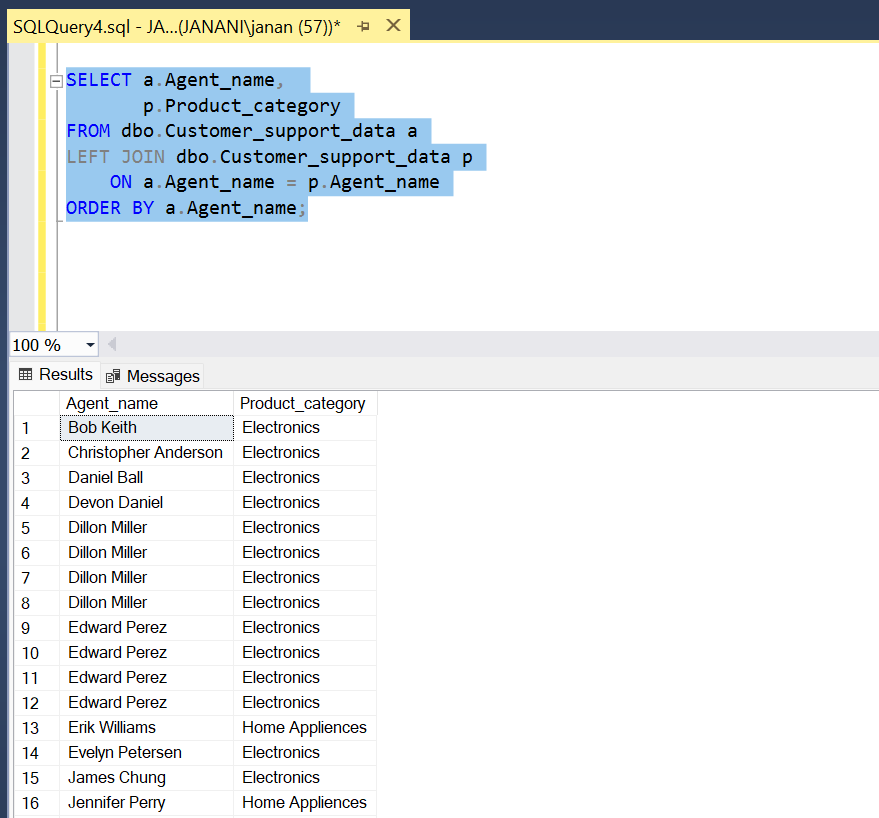 SQLQuery4.sql - JA...(JANANI\janan (57))*
SELECT a.Agent_name,
p.Product_category
FROM dbo.Customer_support_data a
LEFT JOIN dbo.Customer_support_data p
ON a.Agent_name = p.Agent_name
ORDER BY a.Agent_name;
100 %
Results Messages
Agent_name Product_category
1 Bob Keith Electronics
2 Christopher Anderson Electronics
3 Daniel Ball Electronics
4 Devon Daniel Electronics
5 Dillon Miller Electronics
6 Dillon Miller Electronics
7 Dillon Miller Electronics
8 Dillon Miller Electronics
9 Edward Perez Electronics
10 Edward Perez Electronics
11 Edward Perez Electronics
12 Edward Perez Electronics
13 Erik Williams Home Appliences
14 Evelyn Petersen Electronics
15 James Chung Electronics
16 Jennifer Perry Home Appliences